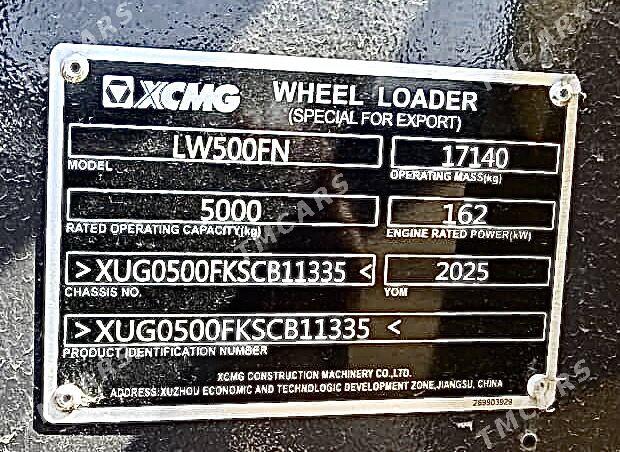 XCMG WHEEL LOADER
(SPECIAL FOR EXPORT)
LW500FN 17140
MODEL OPERATING MASS(kg)
5000 162
RATED OPERATING CAPACITY(kg) ENGINE RATED POWER(kW)
>XUG0500FKSCB11335 < 2025
CHASSIS NO. YOM
>XUG0500FKSCB11335 <
PRODUCT IDENTIFICATION NUMBER
XCMG CONSTRUCTION MACHINERY CO.,LTD.
ADDRESS:XUZHOU ECONOMIC AND TECHNOLOGIC DEVELOPMENT ZONE,JIANGSU, CHINA
TMCARS
TMCARS
TMCARS
TMCARS